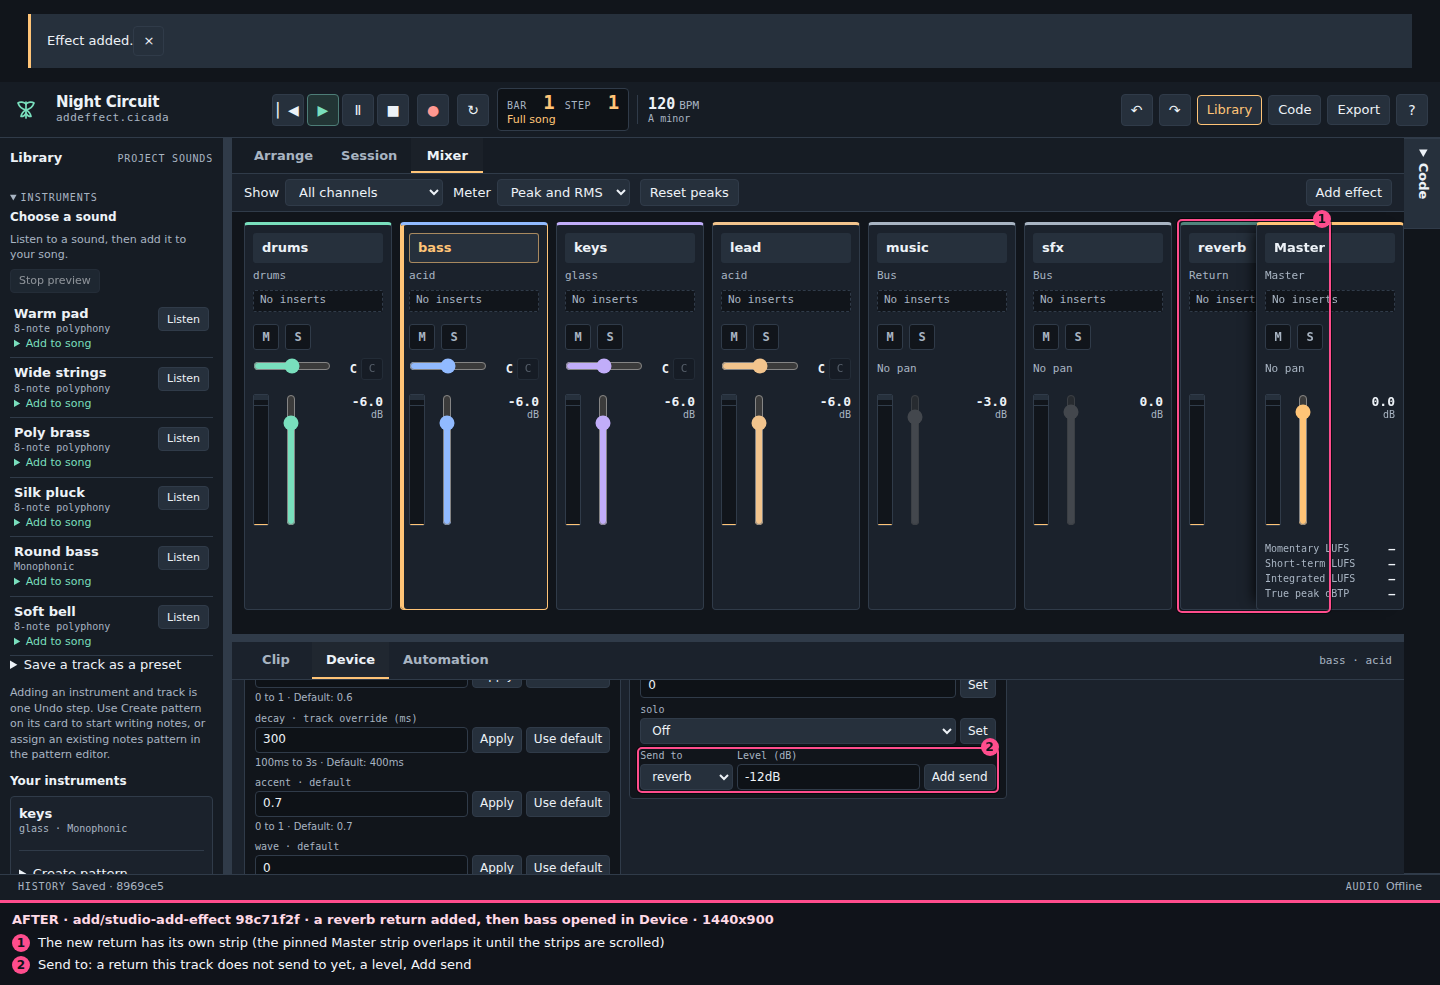 Effect added. ×
Night Circuit
addeffect.cicada
BAR 1 STEP 1
Full song
120 BPM
A minor
Library
Code
Export
?
Library PROJECT SOUNDS
▼ INSTRUMENTS
Choose a sound
Listen to a sound, then add it to
your song.
Stop preview
Warm pad
8-note polyphony
▶ Add to song
Listen
Wide strings
8-note polyphony
▶ Add to song
Listen
Poly brass
8-note polyphony
▶ Add to song
Listen
Silk pluck
8-note polyphony
▶ Add to song
Listen
Round bass
Monophonic
▶ Add to song
Listen
Soft bell
8-note polyphony
▶ Add to song
Listen
▶ Save a track as a preset
Adding an instrument and track is
one Undo step. Use Create pattern
on its card to start writing notes, or
assign an existing notes pattern in
the pattern editor.
Your instruments
keys
glass · Monophonic
▶ Create pattern
Arrange Session Mixer
Show All channels Meter Peak and RMS Reset peaks Add effect
▼ Code
1
drums
drums
No inserts
M S
C C
-6.0
dB
bass
acid
No inserts
M S
C C
-6.0
dB
keys
glass
No inserts
M S
C C
-6.0
dB
lead
acid
No inserts
M S
C C
-6.0
dB
music
Bus
No inserts
M S
No pan
-3.0
dB
sfx
Bus
No inserts
M S
No pan
0.0
dB
reverb
Return
No insert
Master
Master
No inserts
M S
No pan
0.0
dB
Momentary LUFS –
Short-term LUFS –
Integrated LUFS –
True peak dBTP –
Clip Device Automation bass · acid
Apply
0 to 1 · Default: 0.6
decay · track override (ms)
300 Apply Use default
100ms to 3s · Default: 400ms
accent · default
0.7 Apply Use default
0 to 1 · Default: 0.7
wave · default
0 Apply Use default
0 Set
solo
Off Set
2
Send to Level (dB)
reverb -12dB Add send
HISTORY Saved · 8969ce5 AUDIO Offline
AFTER · add/studio-add-effect 98c71f2f · a reverb return added, then bass opened in Device · 1440x900
1 The new return has its own strip (the pinned Master strip overlaps it until the strips are scrolled)
2 Send to: a return this track does not send to yet, a level, Add send